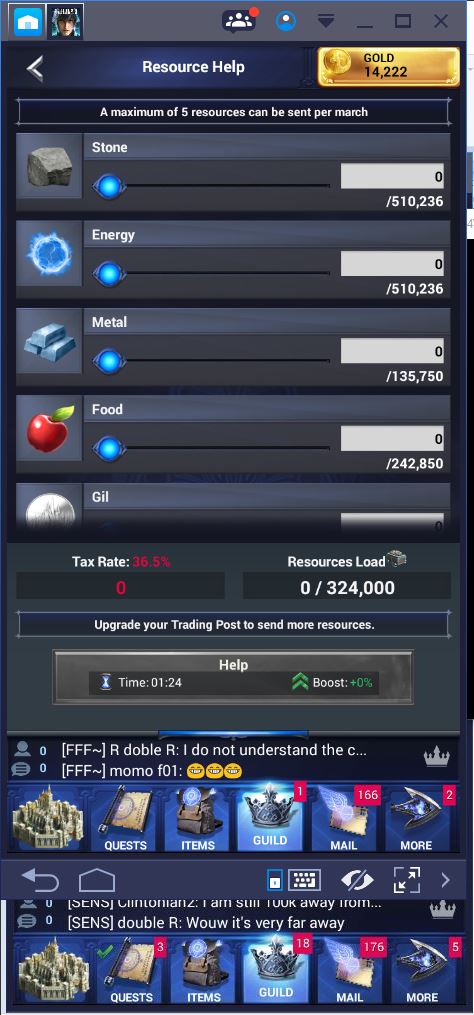 Resource Help
GOLD
14,222
A maximum of 5 resources can be sent per march
Stone
0
/510,236
Energy
0
/510,236
Metal
0
/135,750
Food
0
/242,850
Gil
0
Tax Rate: 36.5%
Resources Load
0
0 / 324,000
Upgrade your Trading Post to send more resources.
Help
Time: 01:24
Boost: +0%
0 [FFF~] R doble R: I do not understand the c...
0 [FFF~] momo f01: 😂😂😂
1
166
2
QUESTS
ITEMS
GUILD
MAIL
MORE
0 [SENS] Clintonian2: I am still 100k away from...
0 [SENS] double R: Wouw it's very far away
3
18
176
5
QUESTS
ITEMS
GUILD
MAIL
MORE